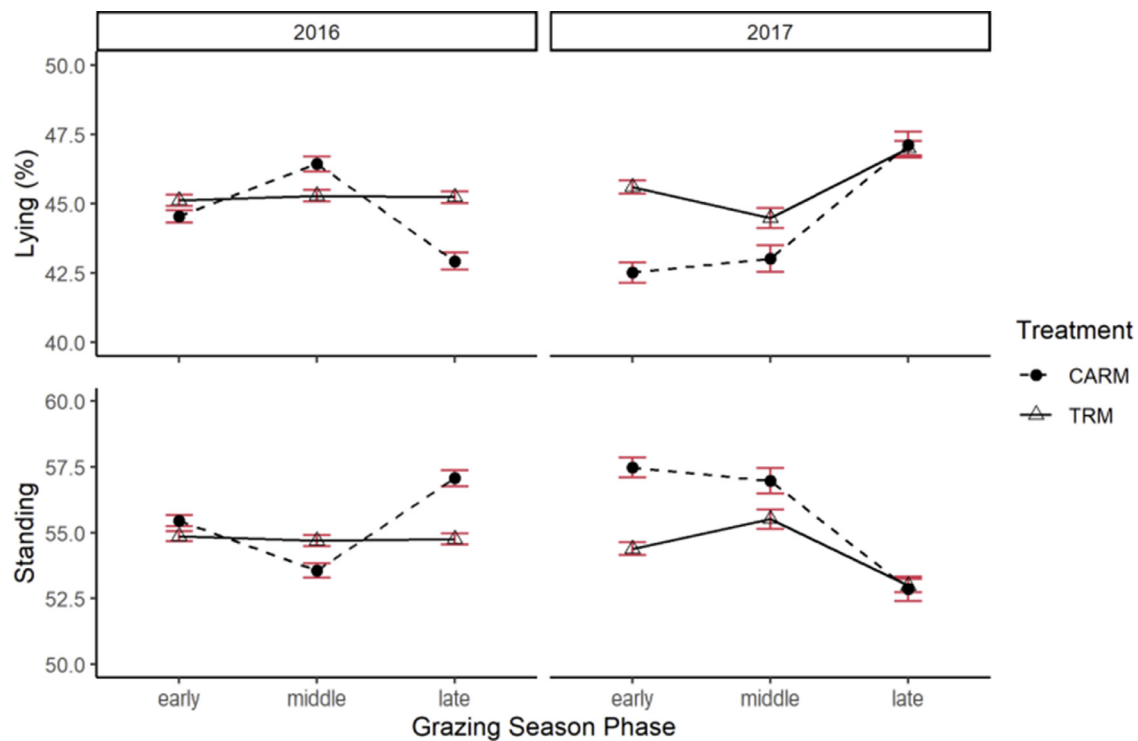 2016
2017
Lying (%)
50.0
47.5
45.0
42.5
40.0
Standing
60.0
57.5
55.0
52.5
50.0
early
middle
late
early
middle
late
Grazing Season Phase
Treatment
CARM
TRM